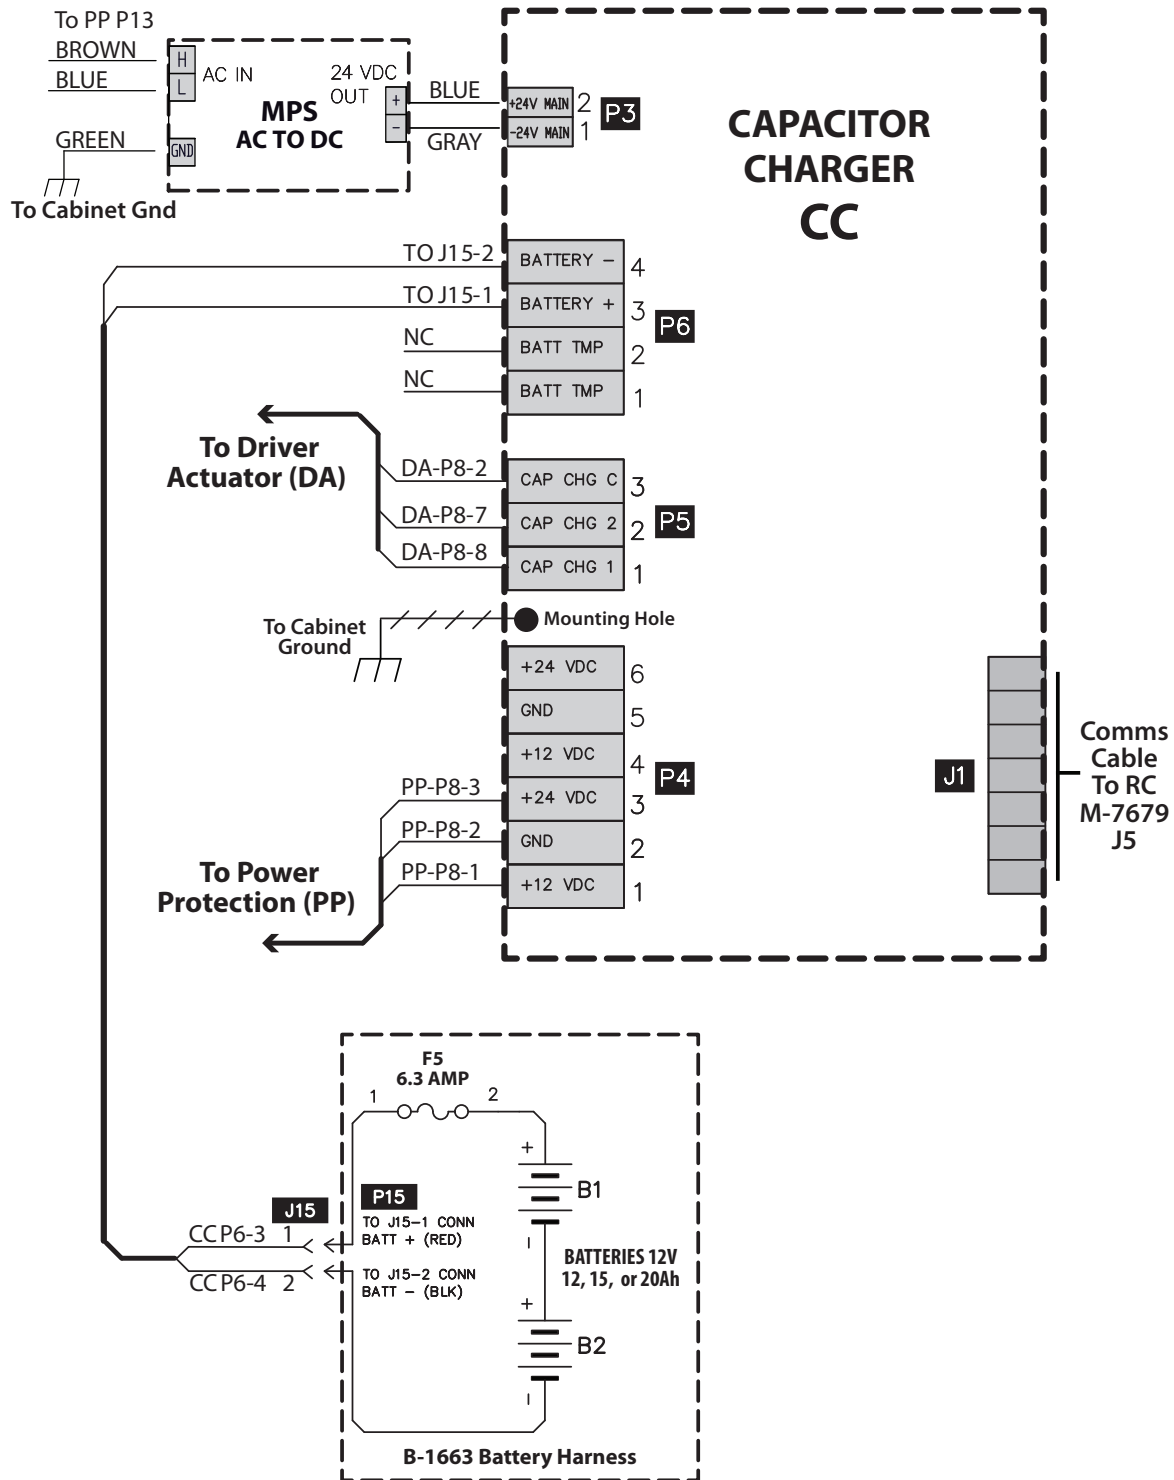 To PP P13
BROWN
BLUE
GREEN
To Cabinet Gnd
H
L
GND
AC IN
24 VDC
OUT
+
−
MPS
AC TO DC
BLUE
GRAY
+24V MAIN 2
-24V MAIN 1
P3
CAPACITOR
CHARGER
CC
TO J15-2 BATTERY − 4
TO J15-1 BATTERY + 3
NC BATT TMP 2
NC BATT TMP 1
P6
To Driver
Actuator (DA)
DA-P8-2 CAP CHG C 3
DA-P8-7 CAP CHG 2 2
DA-P8-8 CAP CHG 1 1
P5
To Cabinet
Ground
Mounting Hole
+24 VDC 6
GND 5
+12 VDC 4
PP-P8-3 +24 VDC 3
PP-P8-2 GND 2
PP-P8-1 +12 VDC 1
P4
To Power
Protection (PP)
J1
Comms
Cable
To RC
M-7679
J5
F5
6.3 AMP
1 2
+
B1
−
BATTERIES 12V
12, 15, or 20Ah
+
B2
−
J15
P15
CC P6-3 1
CC P6-4 2
TO J15-1 CONN
BATT + (RED)
TO J15-2 CONN
BATT − (BLK)
B-1663 Battery Harness